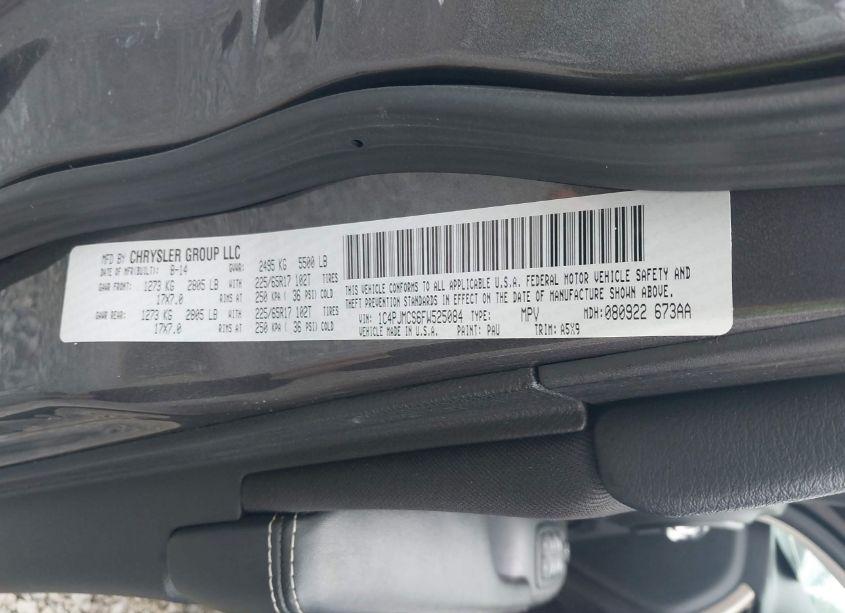 MFD BY CHRYSLER GROUP LLC
DATE OF MFR(BUILT): 8-14 GVWR: 2495 KG 5500 LB
GAWR FRONT: 1273 KG 2805 LB WITH 225/65R17 102T TIRES
17X7.0 RIMS AT 250 KPA ( 36 PSI) COLD
GAWR REAR: 1273 KG 2805 LB WITH 225/65R17 102T TIRES
17X7.0 RIMS AT 250 KPA ( 36 PSI) COLD
THIS VEHICLE CONFORMS TO ALL APPLICABLE U.S.A. FEDERAL MOTOR VEHICLE SAFETY AND
THEFT PREVENTION STANDARDS IN EFFECT ON THE DATE OF MANUFACTURE SHOWN ABOVE.
VIN: 1C4PJMCS6FW525084 TYPE: MPV MDH: 080922 673AA
VEHICLE MADE IN U.S.A. PAINT: PAU TRIM: A5X9